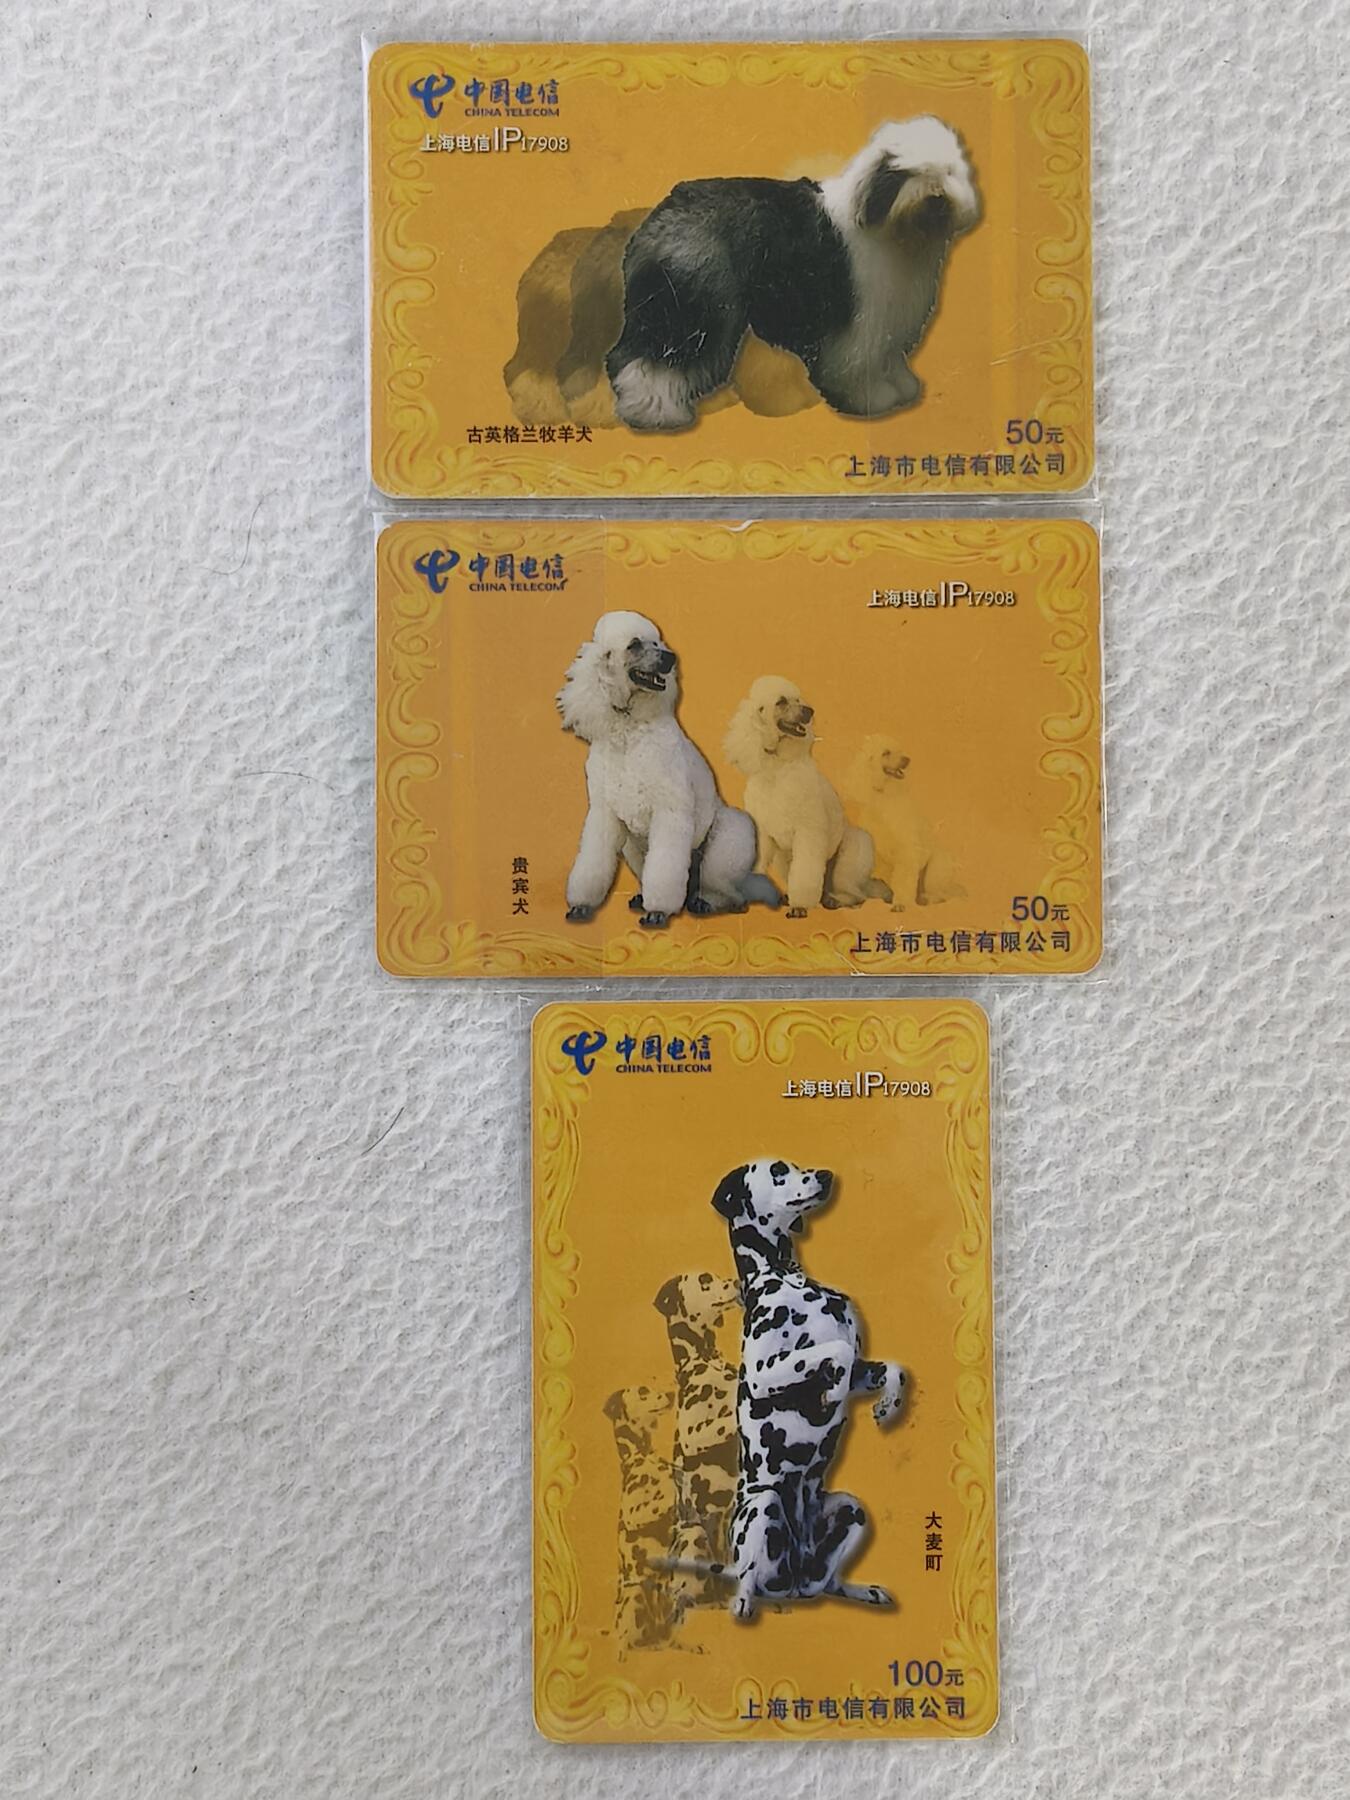 中国电信
CHINA TELECOM
上海电信IP17908
古英格兰牧羊犬
50元
上海市电信有限公司
中国电信
CHINA TELECOM
上海电信IP17908
贵宾犬
50元
上海市电信有限公司
中国电信
CHINA TELECOM
上海电信IP17908
大麦町
100元
上海市电信有限公司